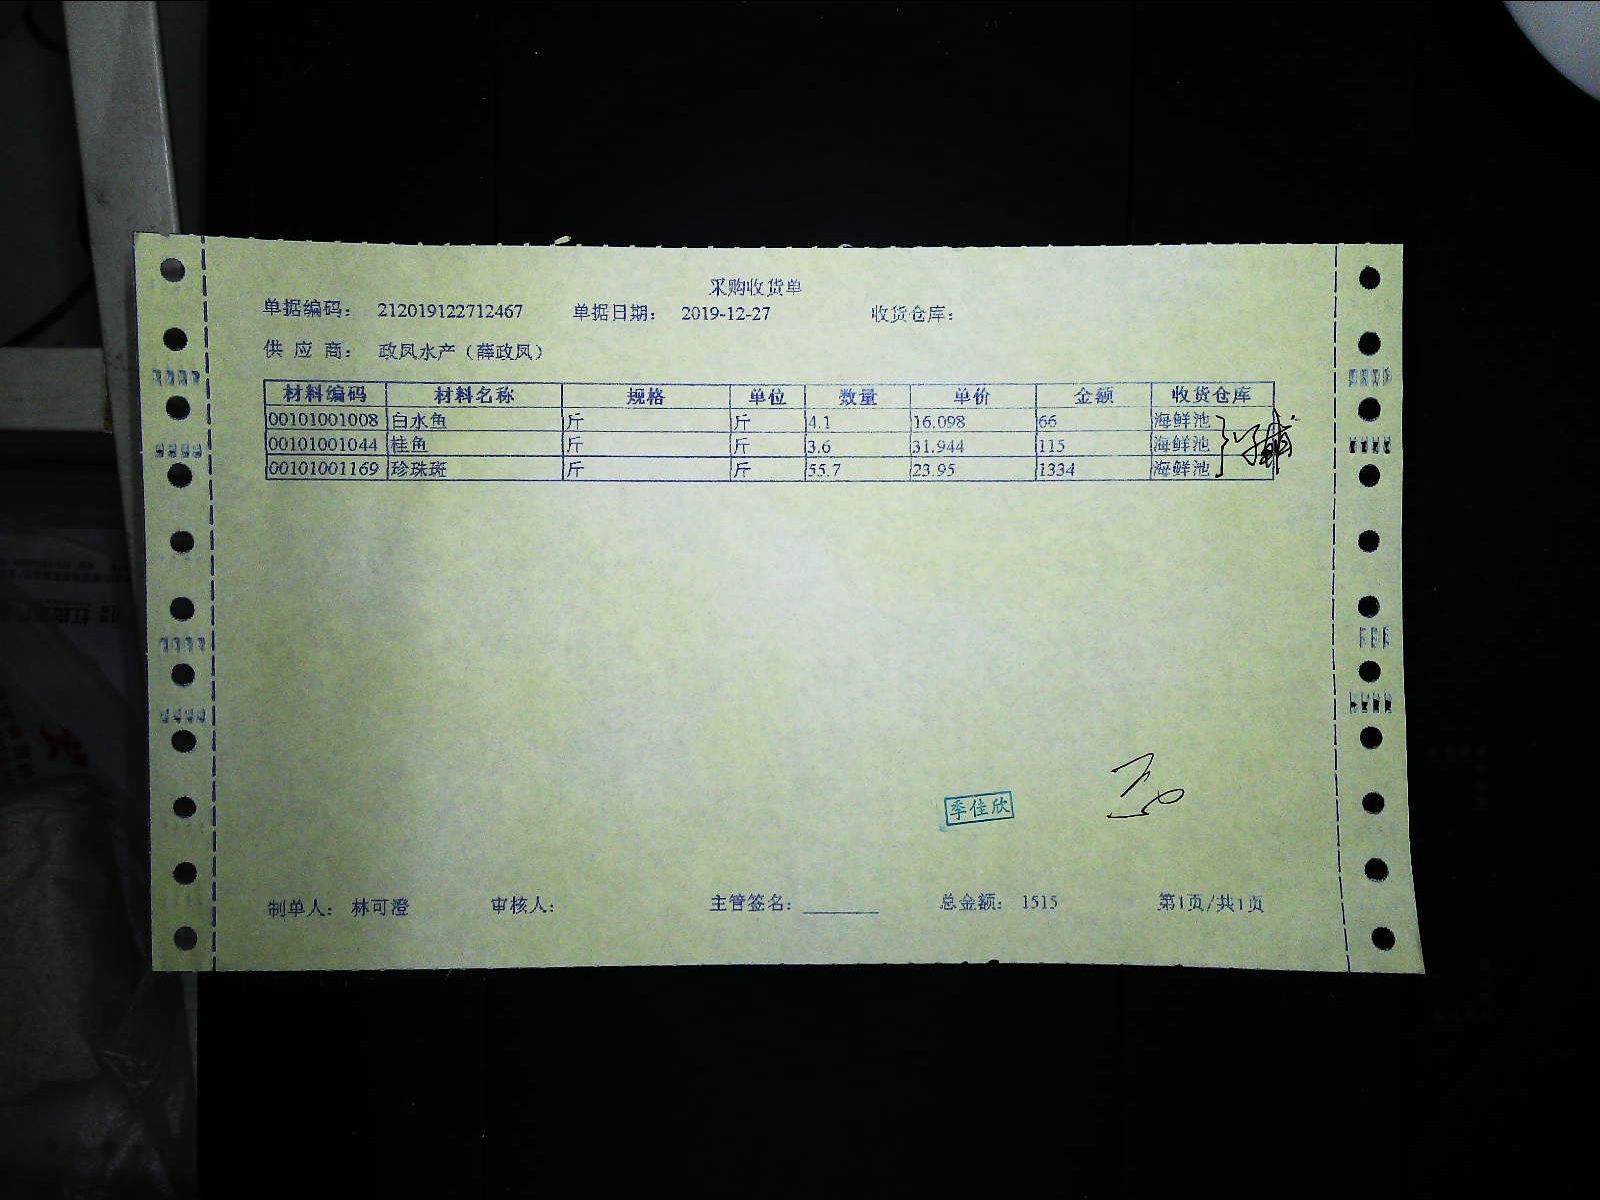 采购收货单
单据编码： 212019122712467 单据日期： 2019-12-27 收货仓库：
供 应 商： 政凤水产（薛政凤）
材料编码 材料名称 规格 单位 数量 单价 金额 收货仓库
00101001008 白水鱼 斤 斤 4.1 16.098 66 海鲜池
00101001044 桂鱼 斤 斤 3.6 31.944 115 海鲜池
00101001169 珍珠斑 斤 斤 55.7 23.95 1334 海鲜池
季佳欣
制单人： 林可澄 审核人： 主管签名： 总金额： 1515 第1页/共1页